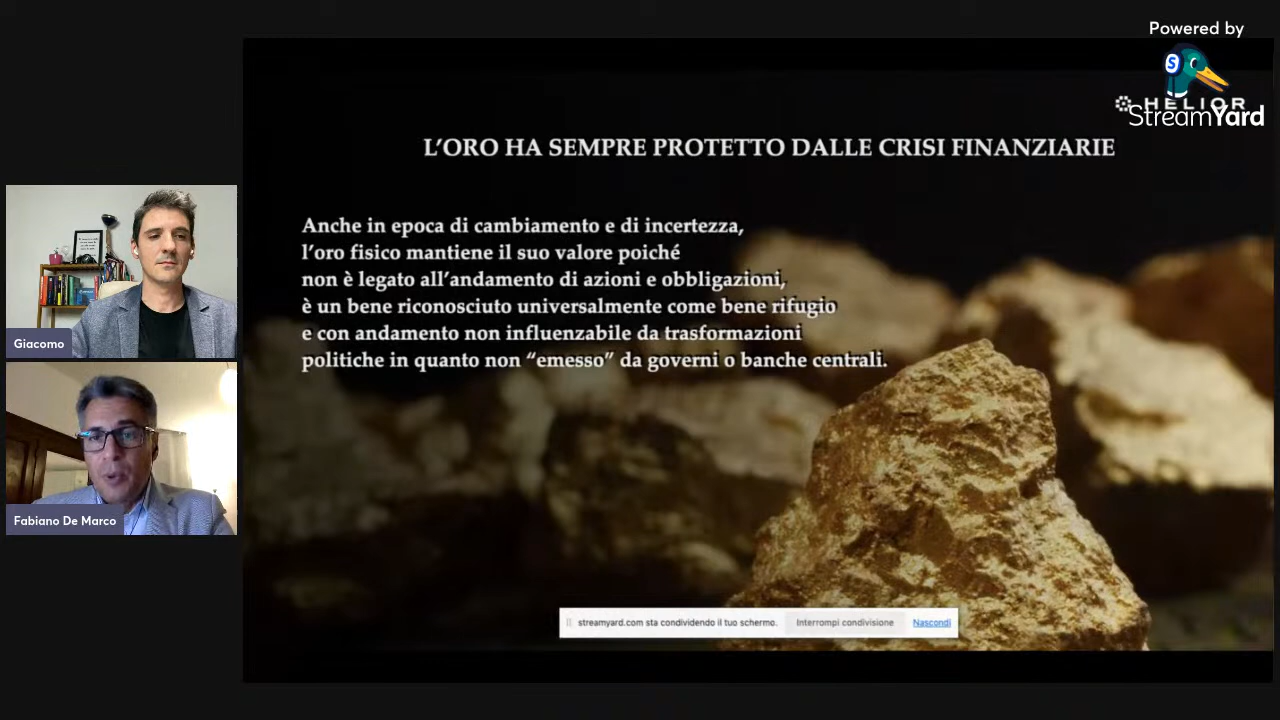 Powered by
HELIOR
StreamYard
L'ORO HA SEMPRE PROTETTO DALLE CRISI FINANZIARIE
Anche in epoca di cambiamento e di incertezza,
l'oro fisico mantiene il suo valore poiché
non è legato all'andamento di azioni e obbligazioni,
è un bene riconosciuto universalmente come bene rifugio
e con andamento non influenzabile da trasformazioni
politiche in quanto non “emesso” da governi o banche centrali.
Giacomo
Fabiano De Marco
streamyard.com sta condividendo il tuo schermo. Interrompi condivisione Nascondi